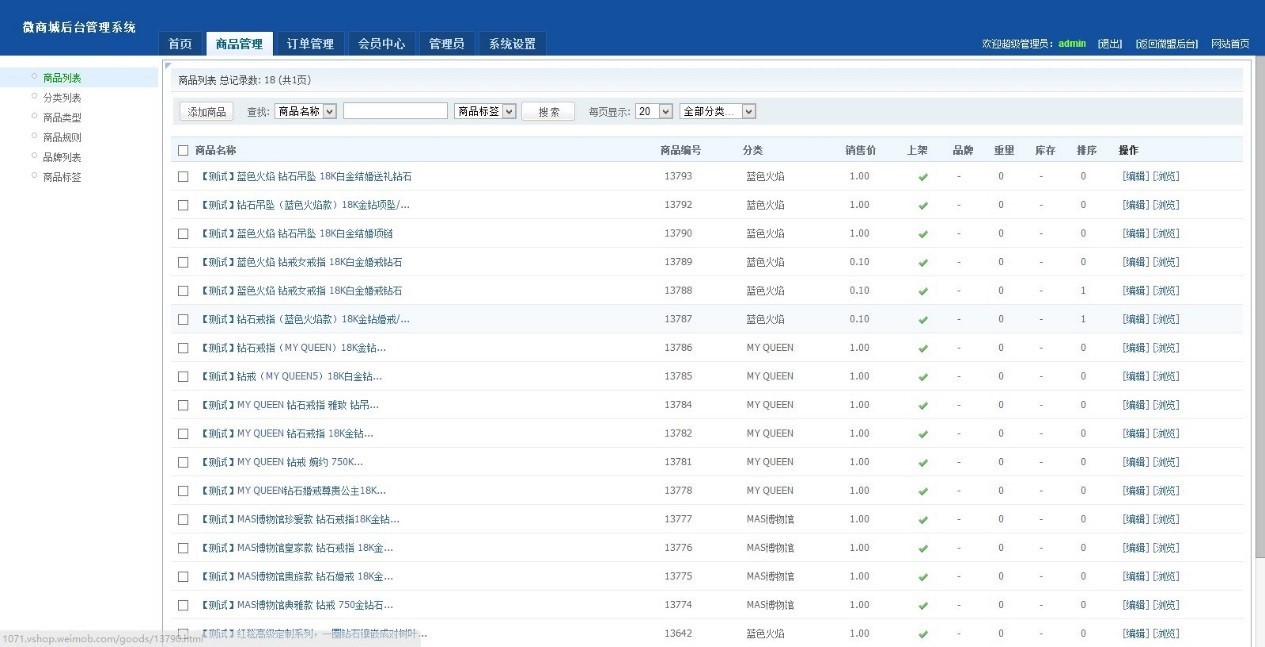 微商城后台管理系统
首页 商品管理 订单管理 会员中心 管理员 系统设置
欢迎超级管理员：admin [退出] [返回微盟后台] 网站首页
商品列表
分类列表
商品类型
商品规则
品牌列表
商品标签
商品列表 总记录数: 18 (共1页)
添加商品 查找: 商品名称 商品标签 搜索 每页显示: 20 全部分类...
商品名称 商品编号 分类 销售价 上架 品牌 重量 库存 排序 操作
【测试】蓝色火焰 钻石吊坠 18K白金结婚送礼钻石 13793 蓝色火焰 1.00 - 0 - 0 [编辑] [浏览]
【测试】钻石吊坠（蓝色火焰款）18K金钻项坠/... 13792 蓝色火焰 1.00 - 0 - 0 [编辑] [浏览]
【测试】蓝色火焰 钻石吊坠 18K白金结婚项链 13790 蓝色火焰 1.00 - 0 - 0 [编辑] [浏览]
【测试】蓝色火焰 钻戒女戒指 18K白金婚戒钻石 13789 蓝色火焰 0.10 - 0 - 0 [编辑] [浏览]
【测试】蓝色火焰 钻戒女戒指 18K白金婚戒钻石 13788 蓝色火焰 0.10 - 0 - 1 [编辑] [浏览]
【测试】钻石戒指（蓝色火焰款）18K金钻婚戒/... 13787 蓝色火焰 0.10 - 0 - 1 [编辑] [浏览]
【测试】钻石戒指（MY QUEEN）18K金钻... 13786 MY QUEEN 1.00 - 0 - 0 [编辑] [浏览]
【测试】钻戒（MY QUEEN5）18K白金钻... 13785 MY QUEEN 1.00 - 0 - 0 [编辑] [浏览]
【测试】MY QUEEN 钻石戒指 雅致 钻吊... 13784 MY QUEEN 1.00 - 0 - 0 [编辑] [浏览]
【测试】MY QUEEN 钻石戒指 18K金钻... 13782 MY QUEEN 1.00 - 0 - 0 [编辑] [浏览]
【测试】MY QUEEN 钻戒 婉约 750K... 13781 MY QUEEN 1.00 - 0 - 0 [编辑] [浏览]
【测试】MY QUEEN钻石婚戒尊贵公主18K... 13778 MY QUEEN 1.00 - 0 - 0 [编辑] [浏览]
【测试】MAS博物馆珍爱款 钻石戒指18K金钻... 13777 MAS博物馆 1.00 - 0 - 0 [编辑] [浏览]
【测试】MAS博物馆皇家款 钻石戒指 18K金... 13776 MAS博物馆 1.00 - 0 - 0 [编辑] [浏览]
【测试】MAS博物馆贵族款 钻石婚戒 18K金... 13775 MAS博物馆 1.00 - 0 - 0 [编辑] [浏览]
【测试】MAS博物馆典雅款 钻戒 750金钻石... 13774 MAS博物馆 1.00 - 0 - 0 [编辑] [浏览]
【测试】红毯高级定制系列，一圈钻石镶嵌成对树叶... 13642 蓝色火焰 1.00 - 0 - 0 [编辑] [浏览]
1071.vshop.weimob.com/goods/13790.html